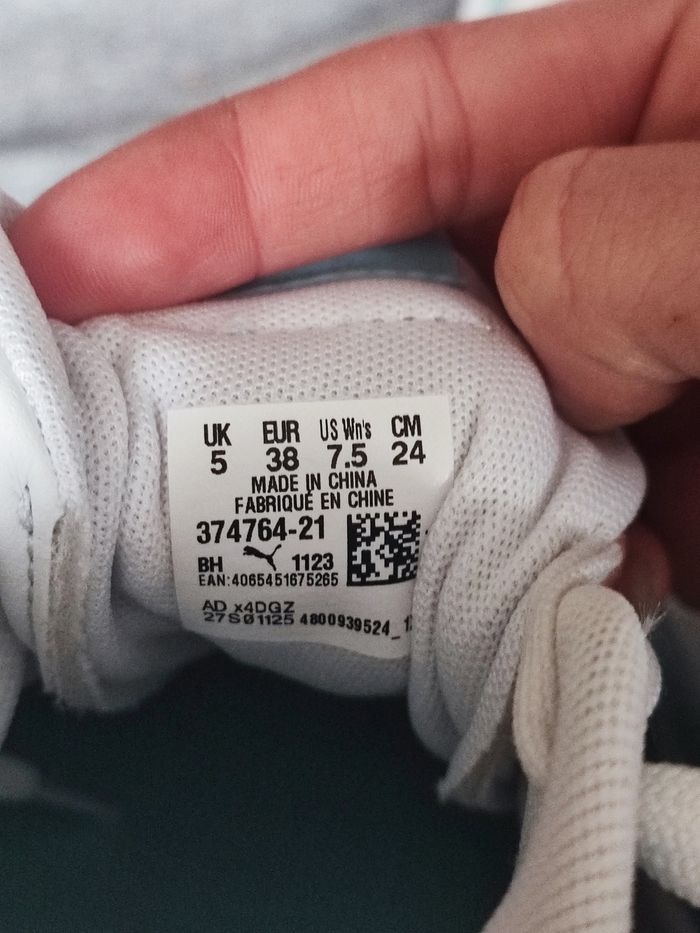 UK EUR US Wn's CM
5 38 7.5 24
MADE IN CHINA
FABRIQUÉ EN CHINE
374764-21
BH 1123
EAN:4065451675265
AD x4DGZ
27S01125 4800939524_